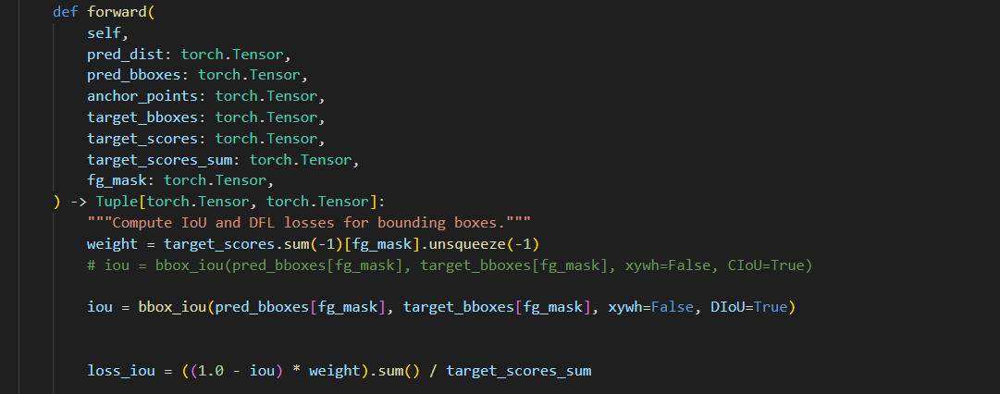 def forward(
self,
pred_dist: torch.Tensor,
pred_bboxes: torch.Tensor,
anchor_points: torch.Tensor,
target_bboxes: torch.Tensor,
target_scores: torch.Tensor,
target_scores_sum: torch.Tensor,
fg_mask: torch.Tensor,
) -> Tuple[torch.Tensor, torch.Tensor]:
"""Compute IoU and DFL losses for bounding boxes."""
weight = target_scores.sum(-1)[fg_mask].unsqueeze(-1)
# iou = bbox_iou(pred_bboxes[fg_mask], target_bboxes[fg_mask], xywh=False, CIoU=True)
iou = bbox_iou(pred_bboxes[fg_mask], target_bboxes[fg_mask], xywh=False, DIoU=True)
loss_iou = ((1.0 - iou) * weight).sum() / target_scores_sum